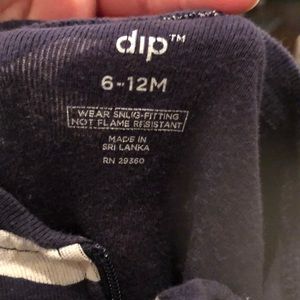 dip™
6-12M
WEAR SNUG-FITTING
NOT FLAME RESISTANT
MADE IN
SRI LANKA
RN 29360